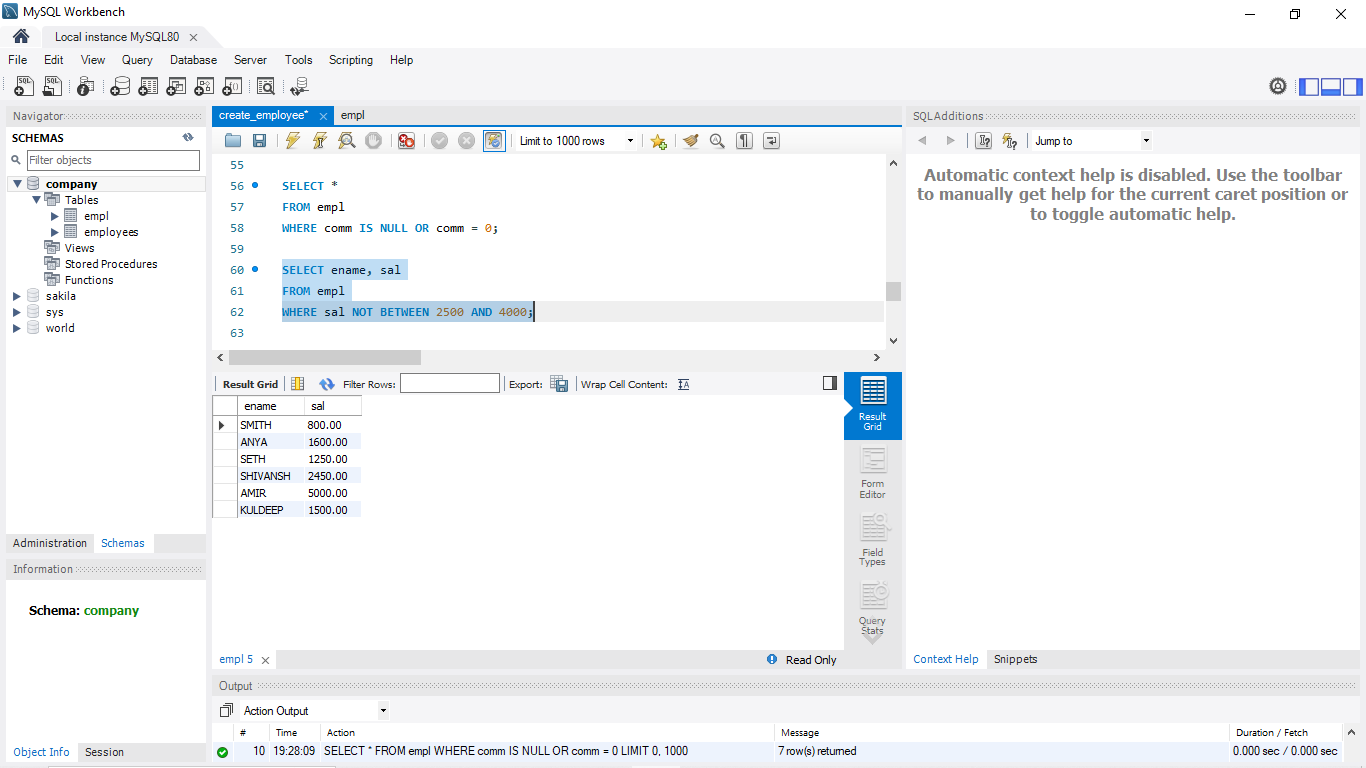 MySQL Workbench
Local instance MySQL80
File Edit View Query Database Server Tools Scripting Help
Navigator
SCHEMAS
Filter objects
company
Tables
empl
employees
Views
Stored Procedures
Functions
sakila
sys
world
Administration Schemas
Information
Schema: company
Object Info Session
create_employee* empl
Limit to 1000 rows
55
56 SELECT *
57 FROM empl
58 WHERE comm IS NULL OR comm = 0;
59
60 SELECT ename, sal
61 FROM empl
62 WHERE sal NOT BETWEEN 2500 AND 4000;
63
Result Grid Filter Rows: Export: Wrap Cell Content:
ename sal
SMITH 800.00
ANYA 1600.00
SETH 1250.00
SHIVANSH 2450.00
AMIR 5000.00
KULDEEP 1500.00
Result
Grid
Form
Editor
Field
Types
Query
Stats
empl 5
Read Only
SQLAdditions
Jump to
Automatic context help is disabled. Use the toolbar
to manually get help for the current caret position or
to toggle automatic help.
Context Help Snippets
Output
Action Output
# Time Action Message Duration / Fetch
10 19:28:09 SELECT * FROM empl WHERE comm IS NULL OR comm = 0 LIMIT 0, 1000 7 row(s) returned 0.000 sec / 0.000 sec